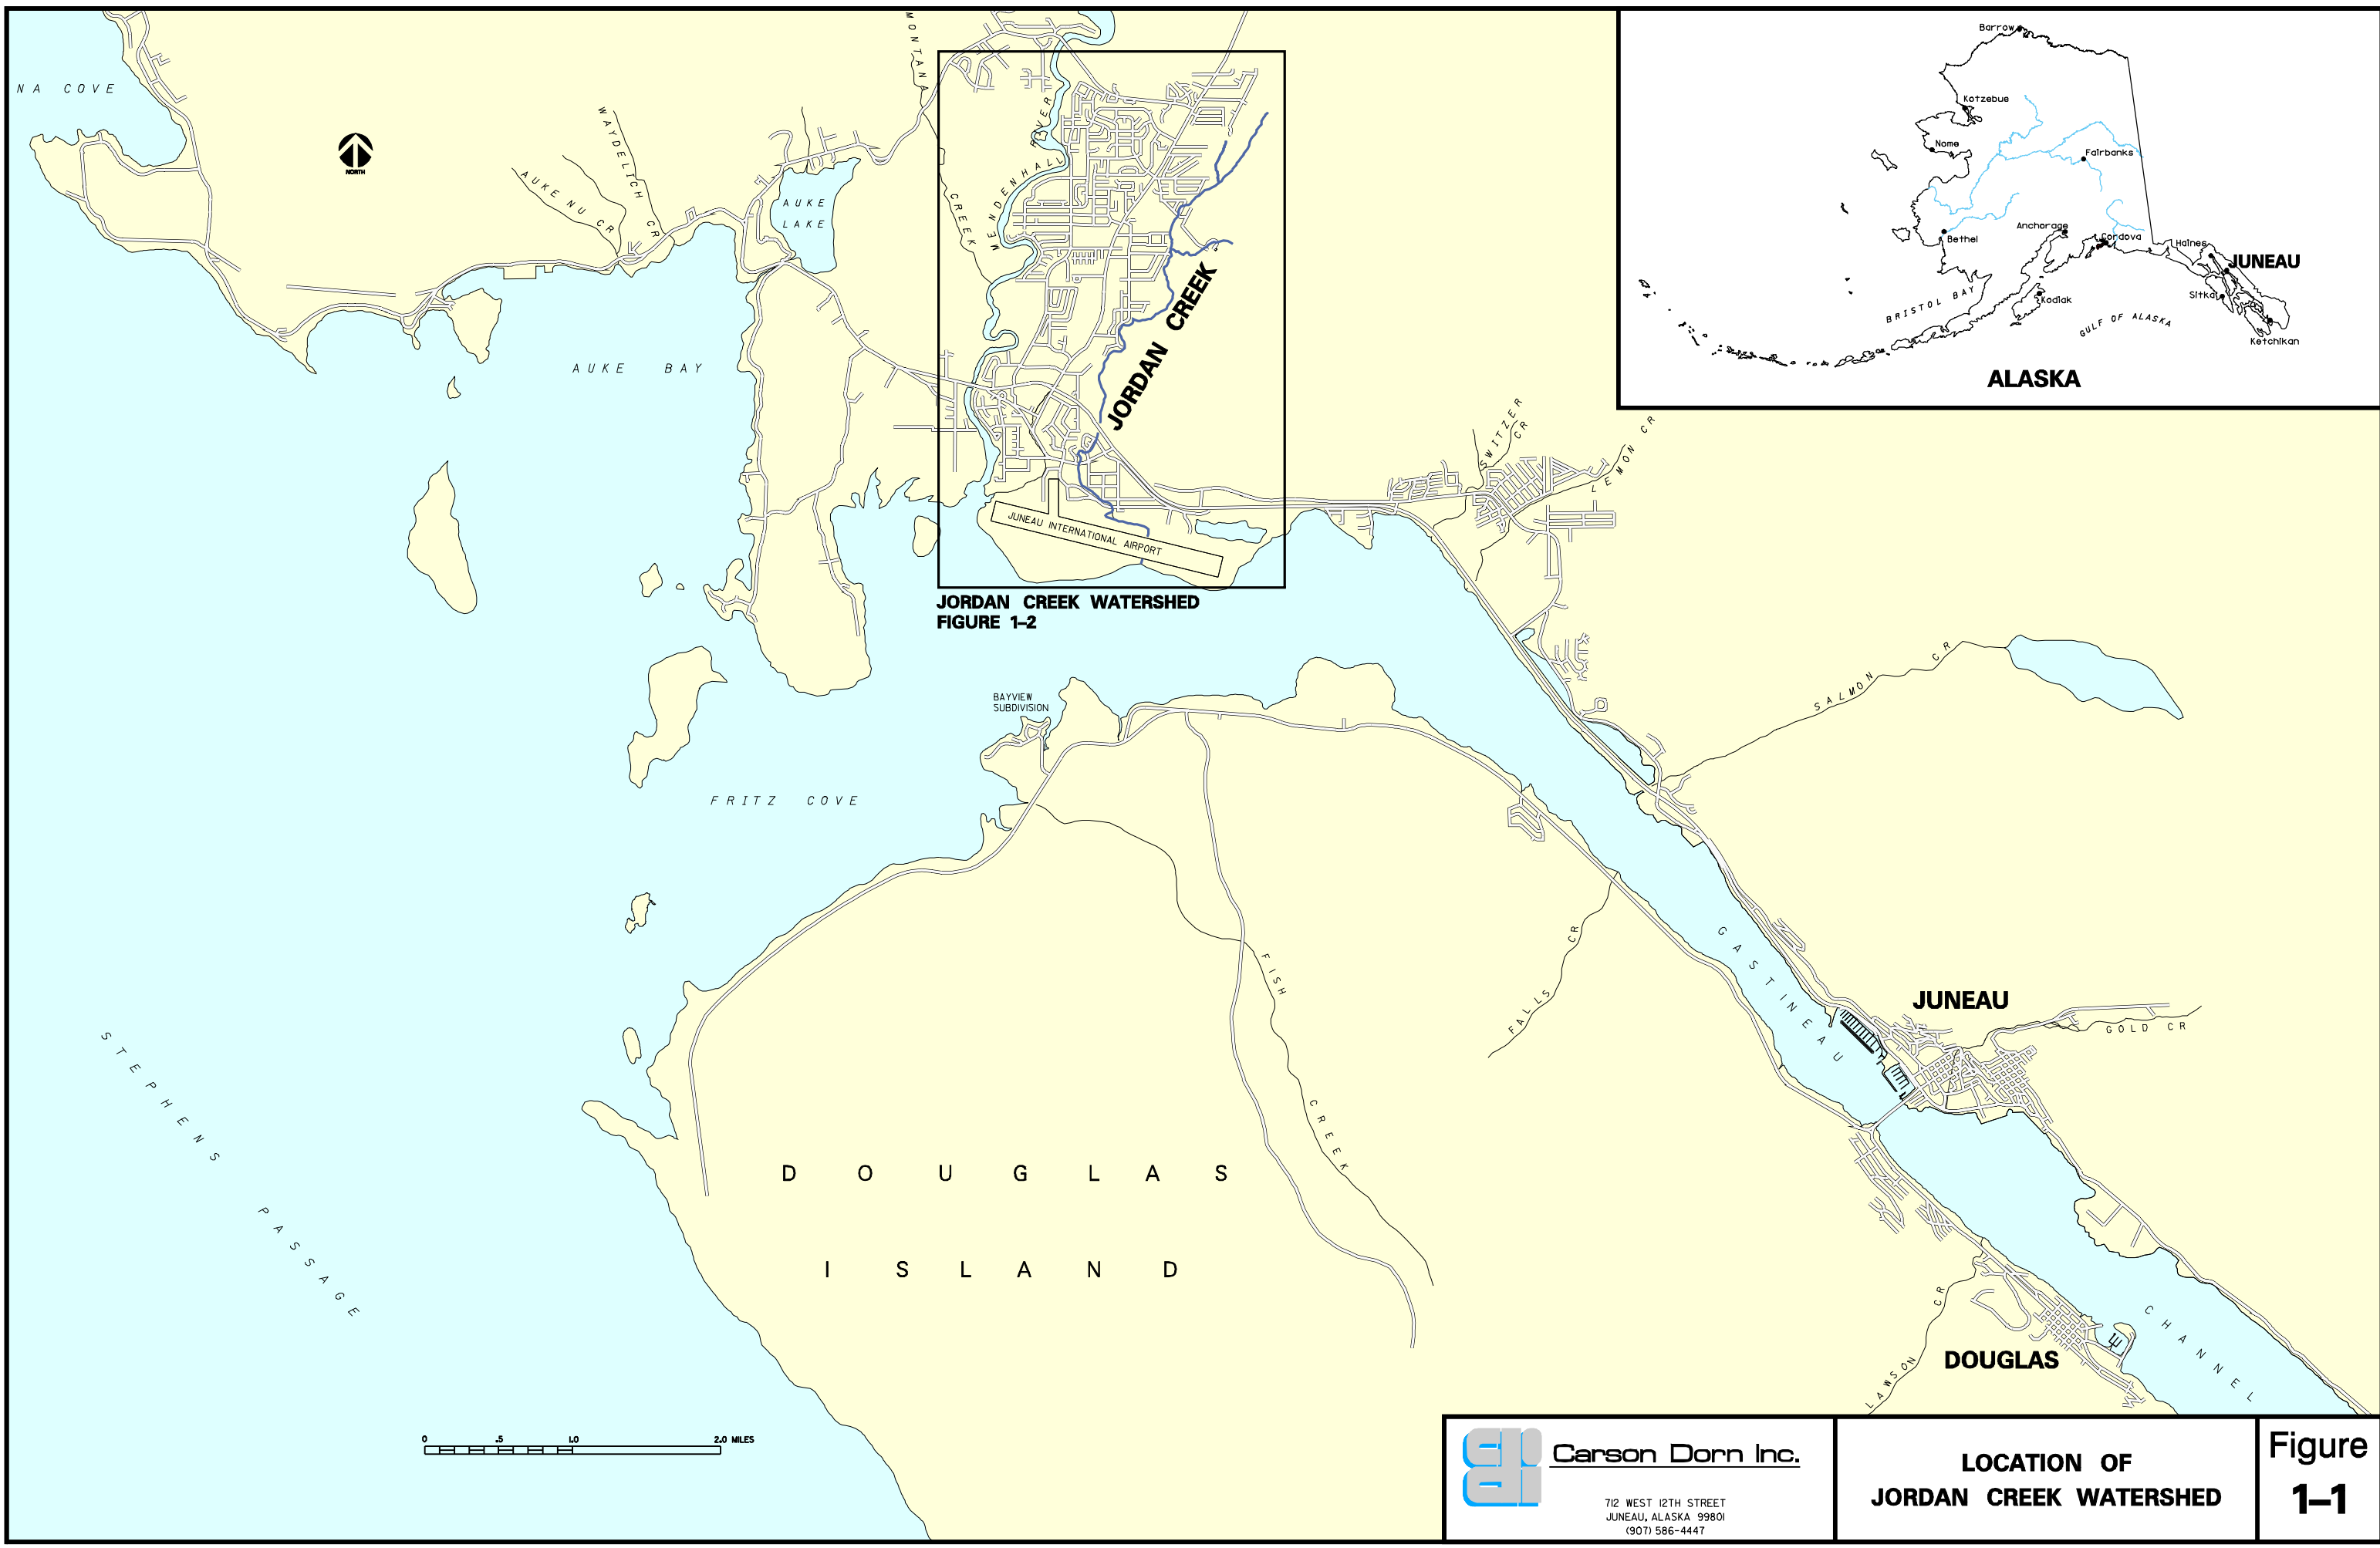 NA COVE
NORTH
WAYDELICH CR
AUKE NU CR
MONTANA
CREEK
MENDENHALL
RIVER
AUKE
LAKE
AUKE BAY
JORDAN CREEK
JUNEAU INTERNATIONAL AIRPORT
JORDAN CREEK WATERSHED
FIGURE 1–2
Barrow
Kotzebue
Nome
Fairbanks
Anchorage
Bethel
Cordova
Haines
JUNEAU
Sitka
Kodiak
Ketchikan
BRISTOL BAY
GULF OF ALASKA
ALASKA
SWITZER
CR
LEMON CR
SALMON CR
BAYVIEW
SUBDIVISION
FRITZ COVE
FALLS CR
FISH
CREEK
GASTINEAU
CHANNEL
JUNEAU
GOLD CR
STEPHENS
PASSAGE
DOUGLAS
ISLAND
LAWSON CR
DOUGLAS
0 .5 1.0 2.0 MILES
Carson Dorn Inc.
712 WEST 12TH STREET
JUNEAU, ALASKA 99801
(907) 586-4447
LOCATION OF
JORDAN CREEK WATERSHED
Figure
1–1